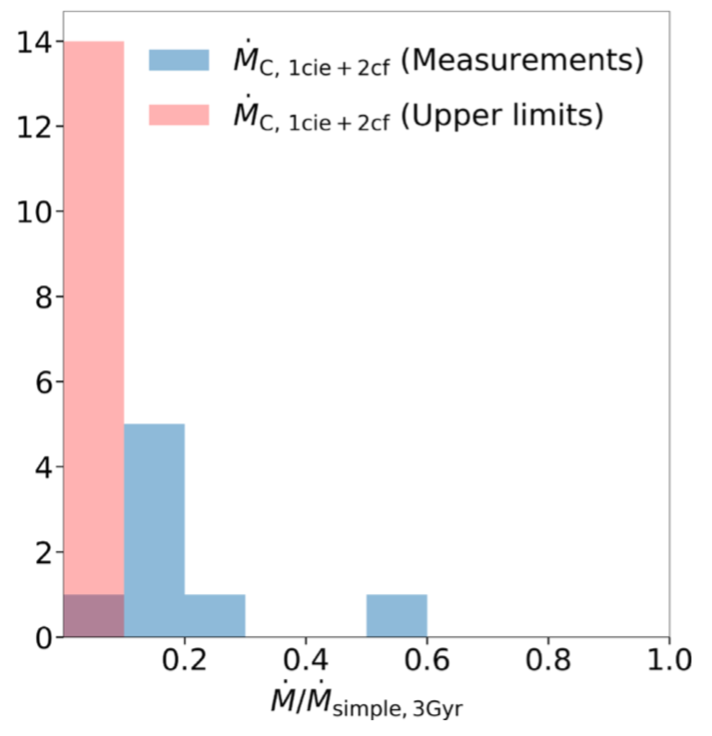 14
12
10
8
6
4
2
0
Ṁ_C, 1cie + 2cf (Measurements)
Ṁ_C, 1cie + 2cf (Upper limits)
0.2 0.4 0.6 0.8 1.0
Ṁ/Ṁ_simple, 3Gyr